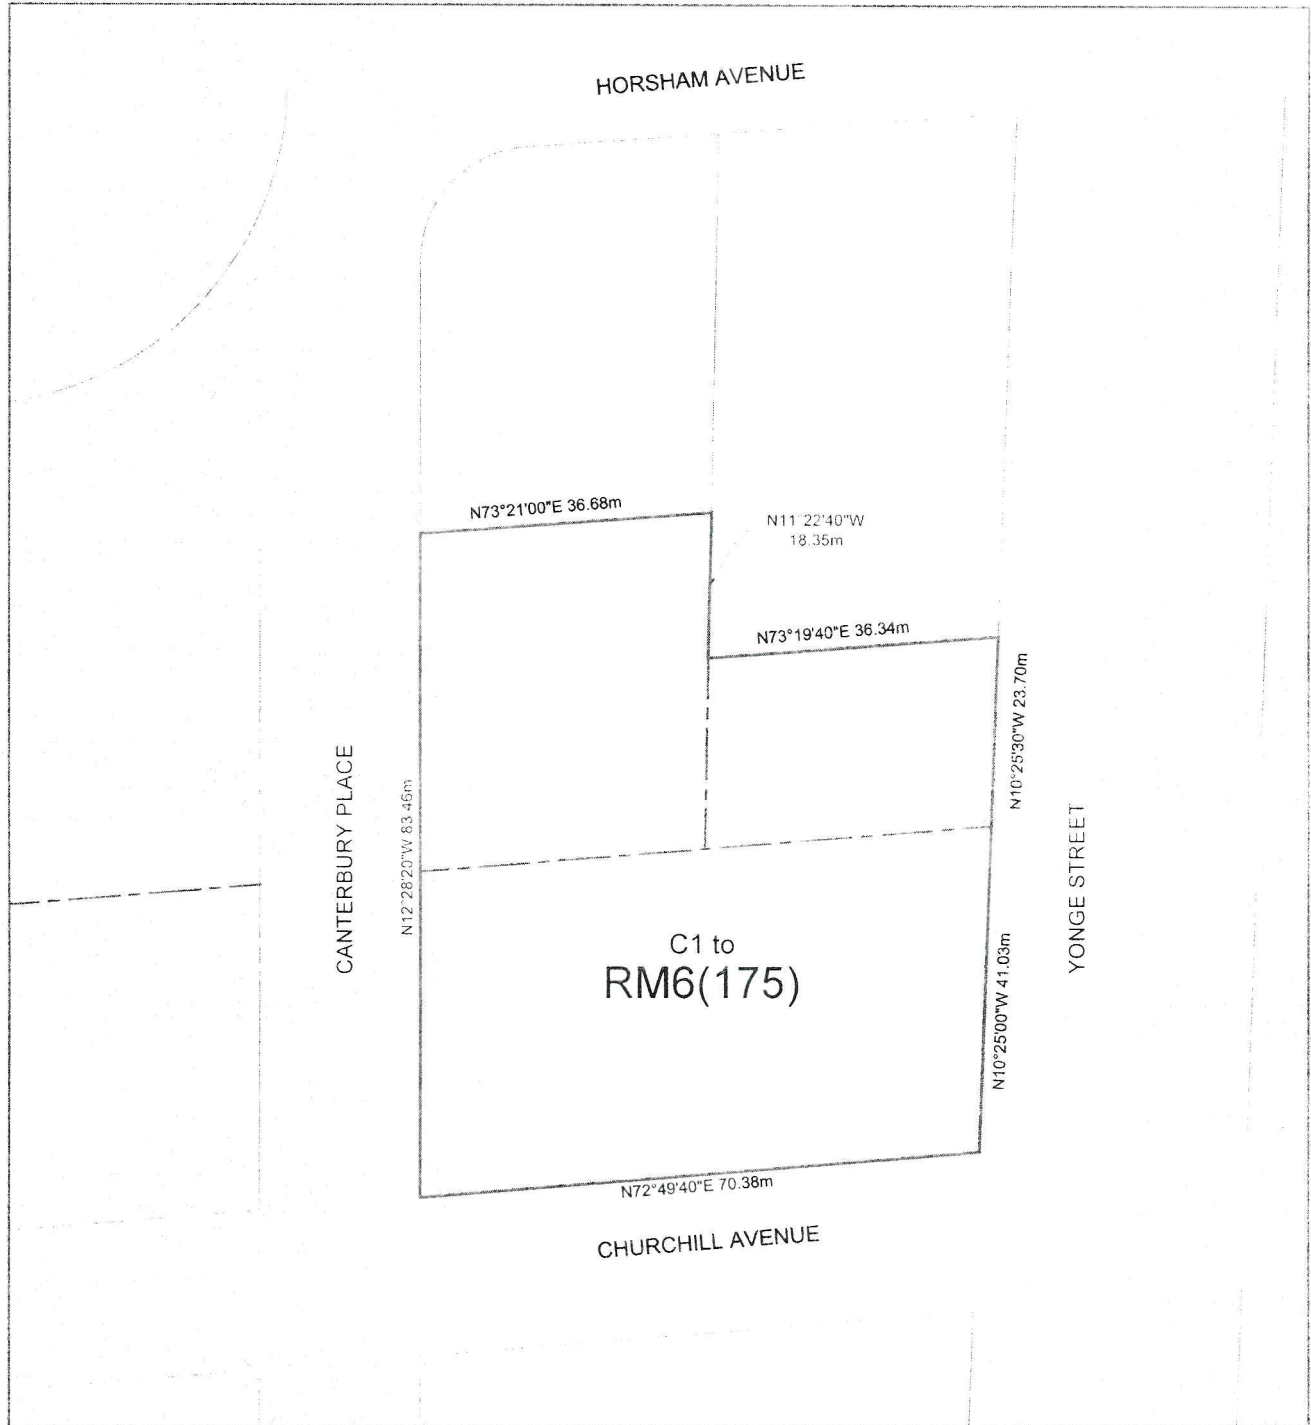 HORSHAM AVENUE
N73°21'00"E 36.68m
N11°22'40"W
18.35m
N73°19'40"E 36.34m
N10°25'30"W 23.70m
CANTERBURY PLACE
N12°28'20"W 83.46m
YONGE STREET
C1 to
RM6(175)
N10°25'00"W 41.03m
N72°49'40"E 70.38m
CHURCHILL AVENUE